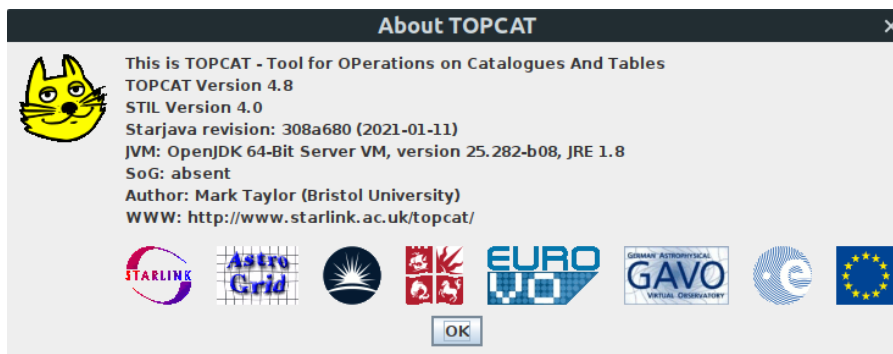 About TOPCAT
This is TOPCAT - Tool for OPerations on Catalogues And Tables
TOPCAT Version 4.8
STIL Version 4.0
Starjava revision: 308a680 (2021-01-11)
JVM: OpenJDK 64-Bit Server VM, version 25.282-b08, JRE 1.8
SoG: absent
Author: Mark Taylor (Bristol University)
WWW: http://www.starlink.ac.uk/topcat/
STARLINK
Astro
Grid
EURO
VO
GERMAN ASTROPHYSICAL
GAVO
VIRTUAL OBSERVATORY
e
OK